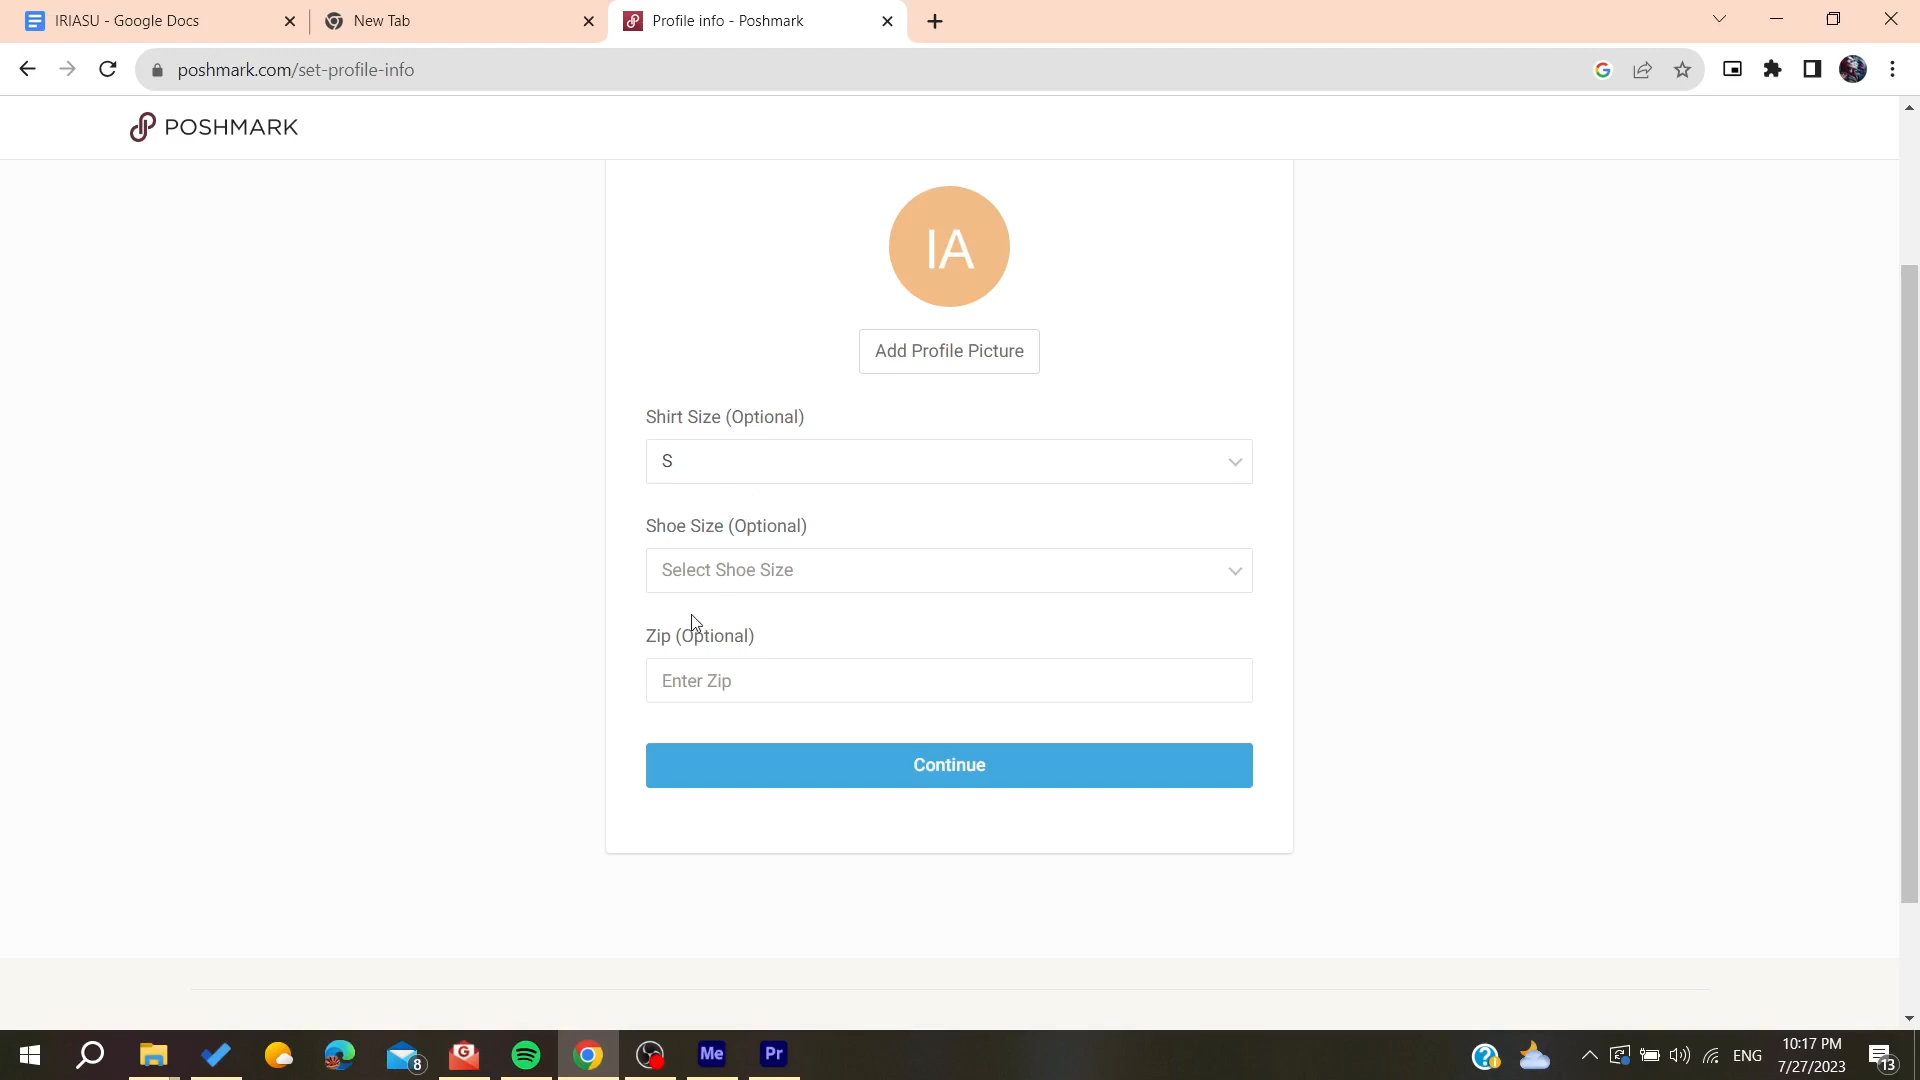 IRIASU - Google Docs
New Tab
Profile info - Poshmark
poshmark.com/set-profile-info
POSHMARK
IA
Add Profile Picture
Shirt Size (Optional)
S
Shoe Size (Optional)
Select Shoe Size
Zip (Optional)
Enter Zip
Continue
8
Me
Pr
ENG
10:17 PM
7/27/2023
13